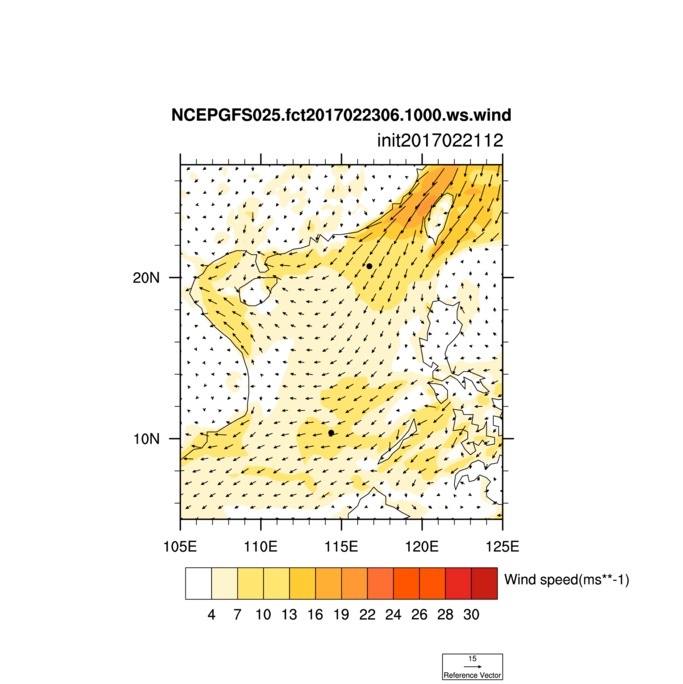 NCEPGFS025.fct2017022306.1000.ws.wind
init2017022112
20N
10N
105E 110E 115E 120E 125E
Wind speed(ms**-1)
4 7 10 13 16 19 22 24 26 28 30
15
Reference Vector